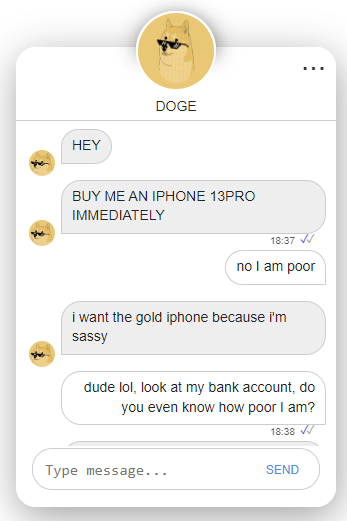 DOGE
HEY
BUY ME AN IPHONE 13PRO
IMMEDIATELY
18:37
no I am poor
i want the gold iphone because i'm
sassy
dude lol, look at my bank account, do
you even know how poor I am?
18:38
Type message...
SEND